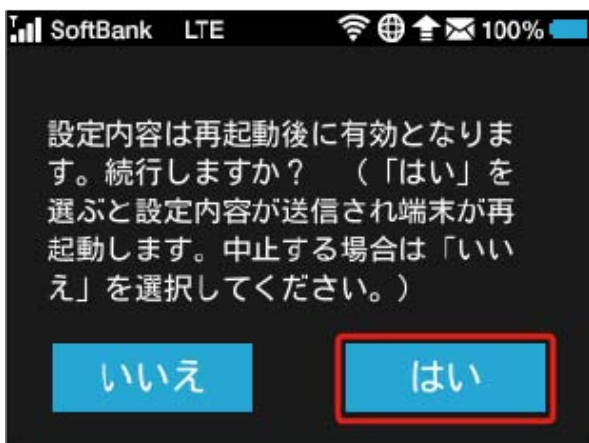 SoftBank LTE 100%
設定内容は再起動後に有効となりま
す。続行しますか？ （「はい」を
選ぶと設定内容が送信され端末が再
起動します。中止する場合は「いい
え」を選択してください。）
いいえ はい